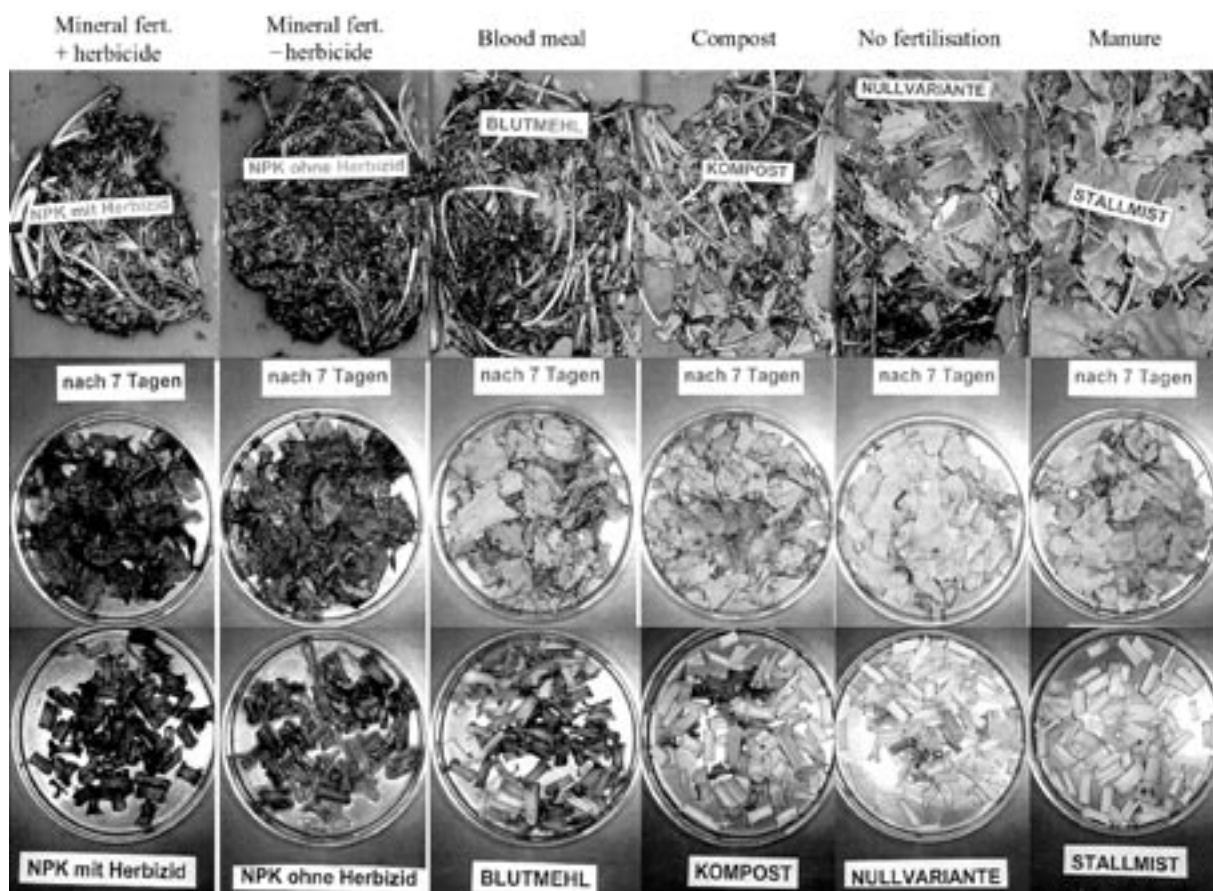 Mineral fert.
+ herbicide
Mineral fert.
– herbicide
Blood meal
Compost
No fertilisation
Manure
NPK mit Herbizid
NPK ohne Herbizid
BLUTMEHL
KOMPOST
NULLVARIANTE
STALLMIST
nach 7 Tagen
nach 7 Tagen
nach 7 Tagen
nach 7 Tagen
nach 7 Tagen
nach 7 Tagen
NPK mit Herbizid
NPK ohne Herbizid
BLUTMEHL
KOMPOST
NULLVARIANTE
STALLMIST